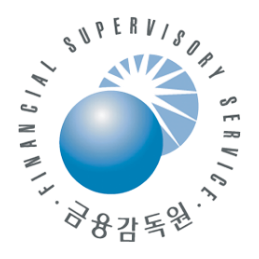 FINANCIAL SUPERVISORY SERVICE
금융감독원